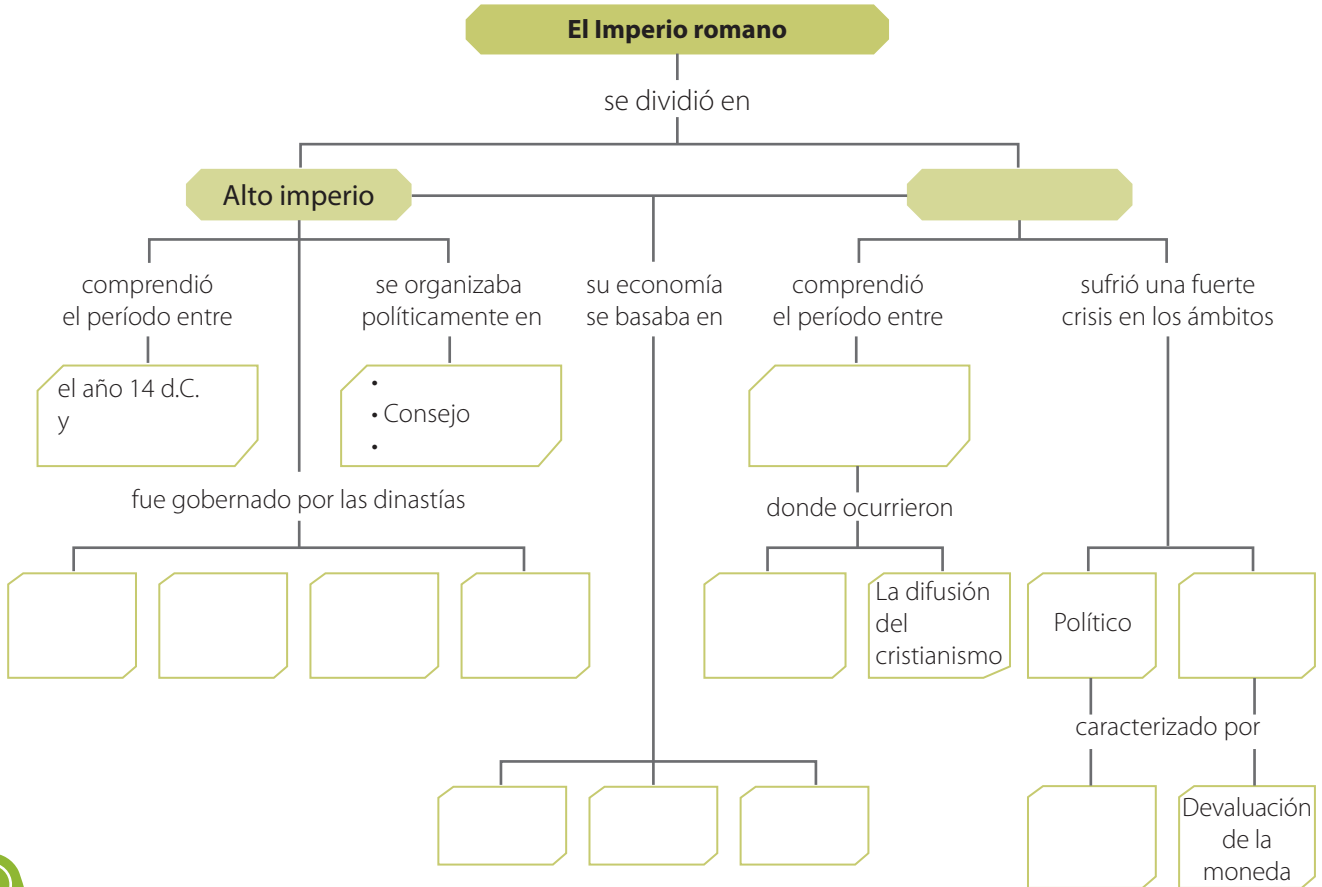 El Imperio romano
se dividió en
Alto imperio
comprendió
el período entre
se organizaba
políticamente en
su economía
se basaba en
comprendió
el período entre
sufrió una fuerte
crisis en los ámbitos
el año 14 d.C.
y
•
• Consejo
•
fue gobernado por las dinastías
donde ocurrieron
La difusión
del
cristianismo
Político
caracterizado por
Devaluación
de la
moneda